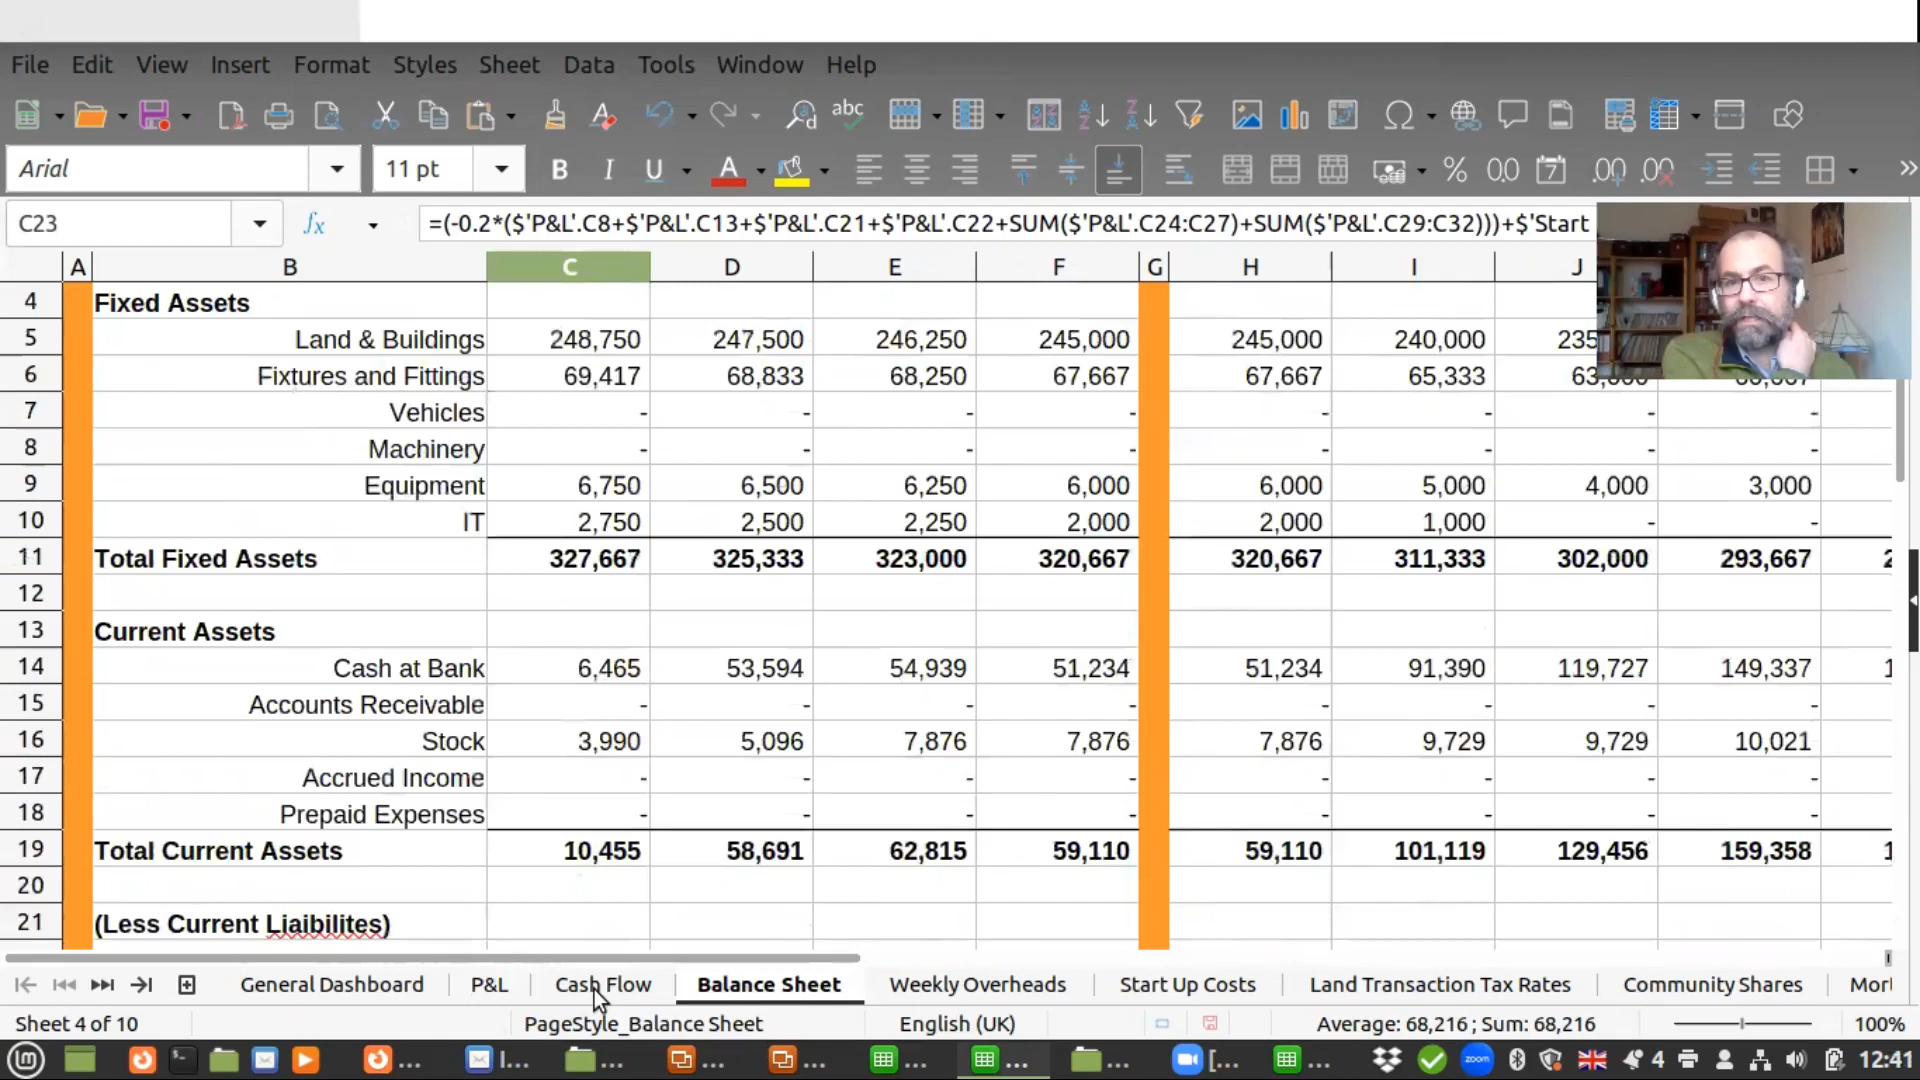 File Edit View Insert Format Styles Sheet Data Tools Window Help
Arial 11 pt B I U A
C23 fx =(-0.2*($'P&L'.C8+$'P&L'.C13+$'P&L'.C21+$'P&L'.C22+SUM($'P&L'.C24:C27)+SUM($'P&L'.C29:C32)))+$'Start
A B C D E F G H I J
4 Fixed Assets
5 Land & Buildings 248,750 247,500 246,250 245,000 245,000 240,000 235
6 Fixtures and Fittings 69,417 68,833 68,250 67,667 67,667 65,333
7 Vehicles - - - - - - - -
8 Machinery - - - - - - - -
9 Equipment 6,750 6,500 6,250 6,000 6,000 5,000 4,000 3,000
10 IT 2,750 2,500 2,250 2,000 2,000 1,000 - -
11 Total Fixed Assets 327,667 325,333 323,000 320,667 320,667 311,333 302,000 293,667 2
12
13 Current Assets
14 Cash at Bank 6,465 53,594 54,939 51,234 51,234 91,390 119,727 149,337 1
15 Accounts Receivable - - - - - - - -
16 Stock 3,990 5,096 7,876 7,876 7,876 9,729 9,729 10,021
17 Accrued Income - - - - - - - -
18 Prepaid Expenses - - - - - - - -
19 Total Current Assets 10,455 58,691 62,815 59,110 59,110 101,119 129,456 159,358 1
20
21 (Less Current Liaibilites)
General Dashboard P&L Cash Flow Balance Sheet Weekly Overheads Start Up Costs Land Transaction Tax Rates Community Shares Mort
Sheet 4 of 10 PageStyle_Balance Sheet English (UK) Average: 68,216 ; Sum: 68,216 100%
... I... ... ... ... ... ... ... [... ... zoom 4 12:41